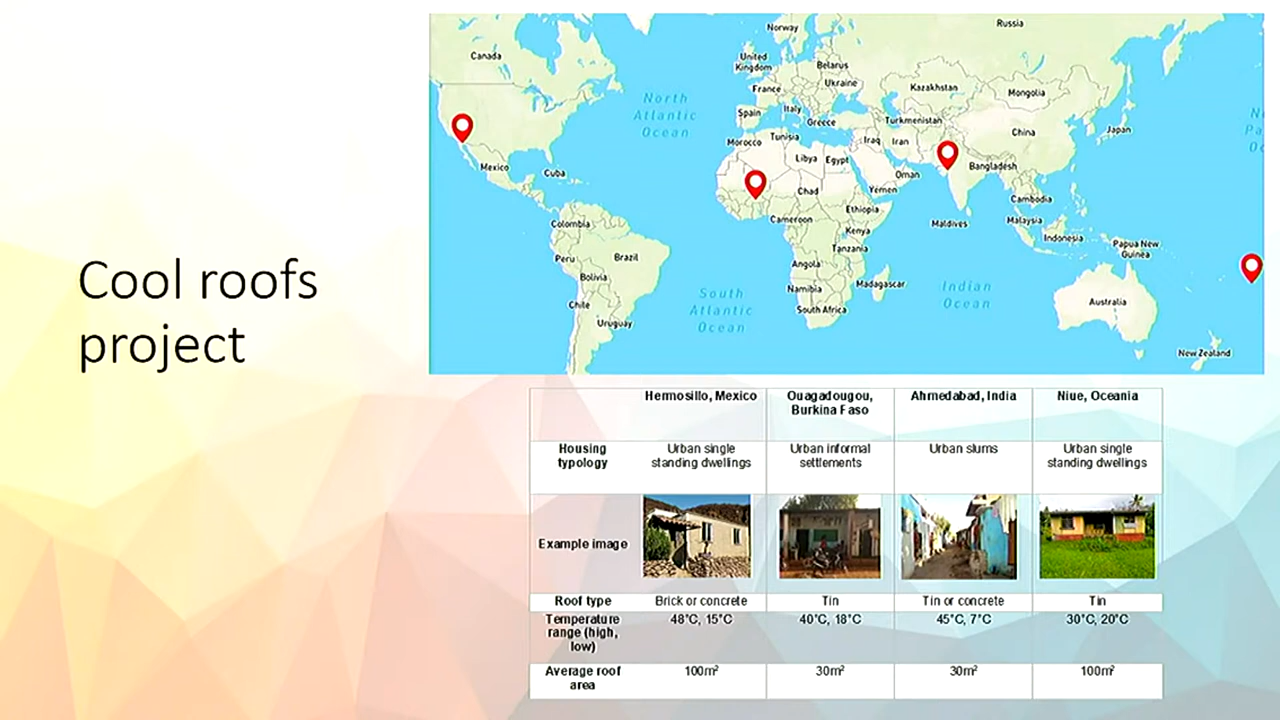 Cool roofs
project
Norway
Russia
Canada
United
Kingdom
Belarus
Ukraine
France
Kazakhstan
Mongolia
North
Atlantic
Ocean
Spain
Italy
Greece
Turkmenistan
China
Japan
Morocco
Tunisia
Iraq
Iran
Libya
Egypt
Mexico
Cuba
Bangladesh
Oman
Chad
Yemen
Cambodia
Ethiopia
Colombia
Cameroon
Kenya
Maldives
Malaysia
Indonesia
Papua New
Guinea
Tanzania
Peru
Brazil
Angola
Bolivia
Namibia
Madagascar
Indian
Ocean
South
Atlantic
Ocean
Chile
Uruguay
South Africa
Australia
New Zealand
Hermosillo, Mexico
Ouagadougou,
Burkina Faso
Ahmedabad, India
Niue, Oceania
Housing
typology
Urban single
standing dwellings
Urban informal
settlements
Urban slums
Urban single
standing dwellings
Example image
Roof type
Brick or concrete
Tin
Tin or concrete
Tin
Temperature
range (high,
low)
48°C, 15°C
40°C, 18°C
45°C, 7°C
30°C, 20°C
Average roof
area
100m²
30m²
30m²
100m²